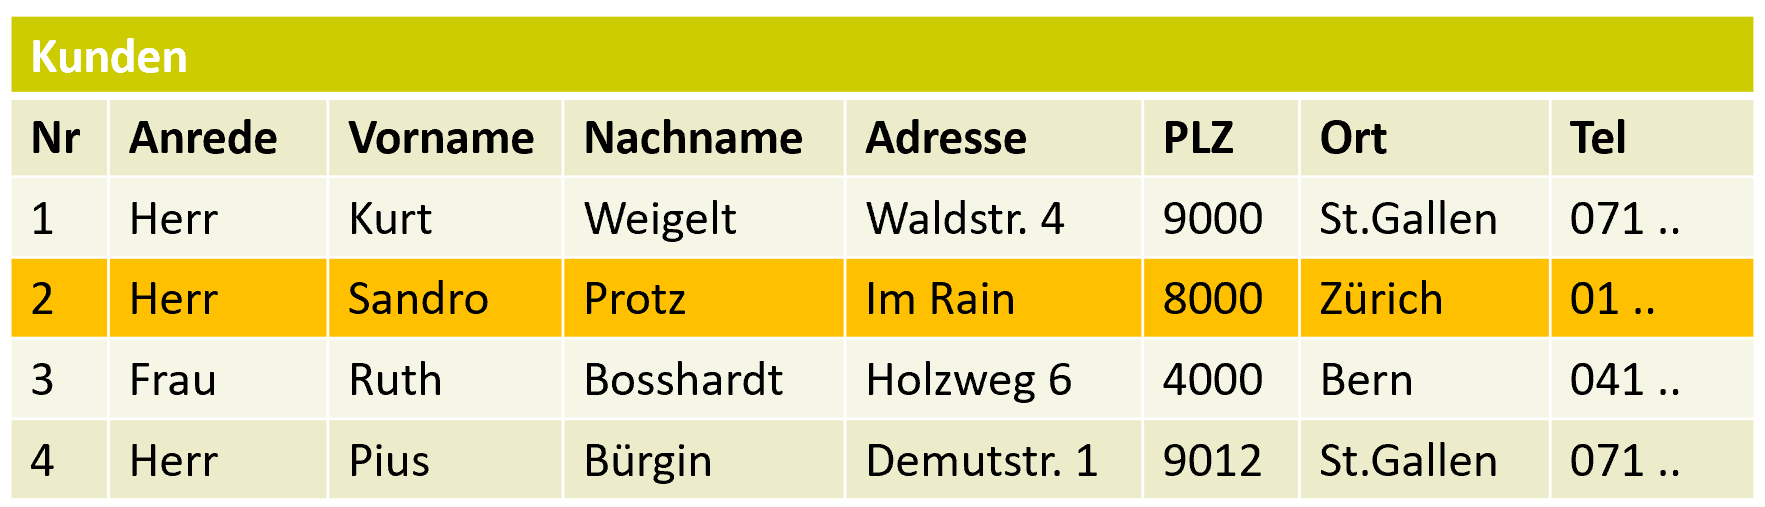 Kunden
Nr Anrede Vorname Nachname Adresse PLZ Ort Tel
1 Herr Kurt Weigelt Waldstr. 4 9000 St.Gallen 071 ..
2 Herr Sandro Protz Im Rain 8000 Zürich 01 ..
3 Frau Ruth Bosshardt Holzweg 6 4000 Bern 041 ..
4 Herr Pius Bürgin Demutstr. 1 9012 St.Gallen 071 ..